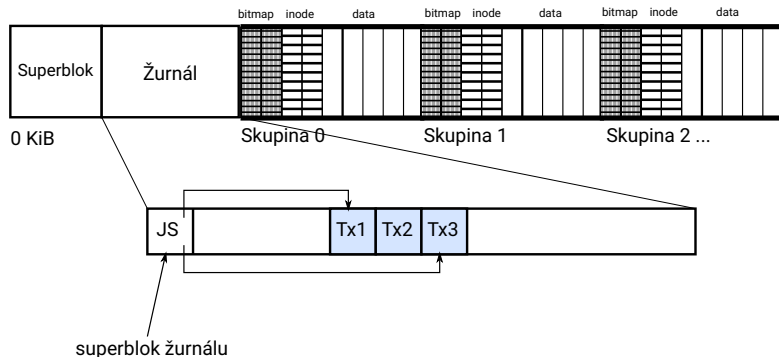 bitmap inode data bitmap inode data bitmap inode data
Superblok Žurnál
0 KiB Skupina 0 Skupina 1 Skupina 2 ...
JS Tx1 Tx2 Tx3
superblok žurnálu